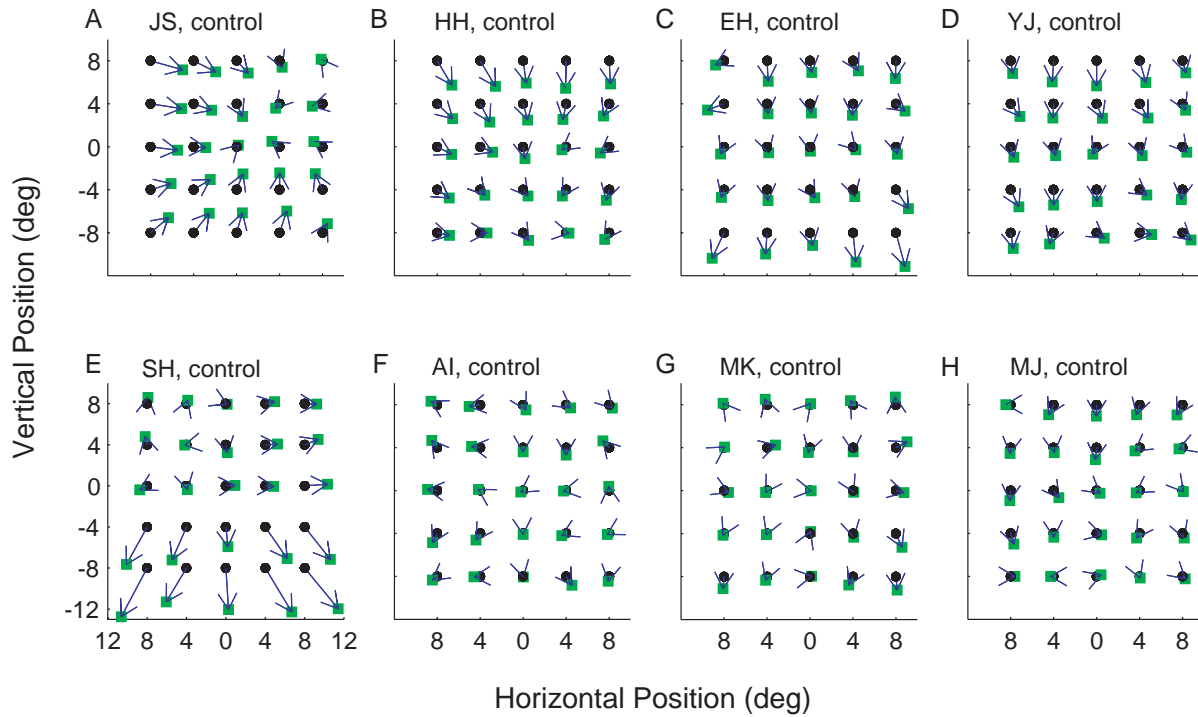 A JS, control
B HH, control
C EH, control
D YJ, control
8
4
0
-4
-8
Vertical Position (deg)
E SH, control
F AI, control
G MK, control
H MJ, control
8
4
0
-4
-8
-12
12 8 4 0 4 8 12
8 4 0 4 8
8 4 0 4 8
8 4 0 4 8
Horizontal Position (deg)